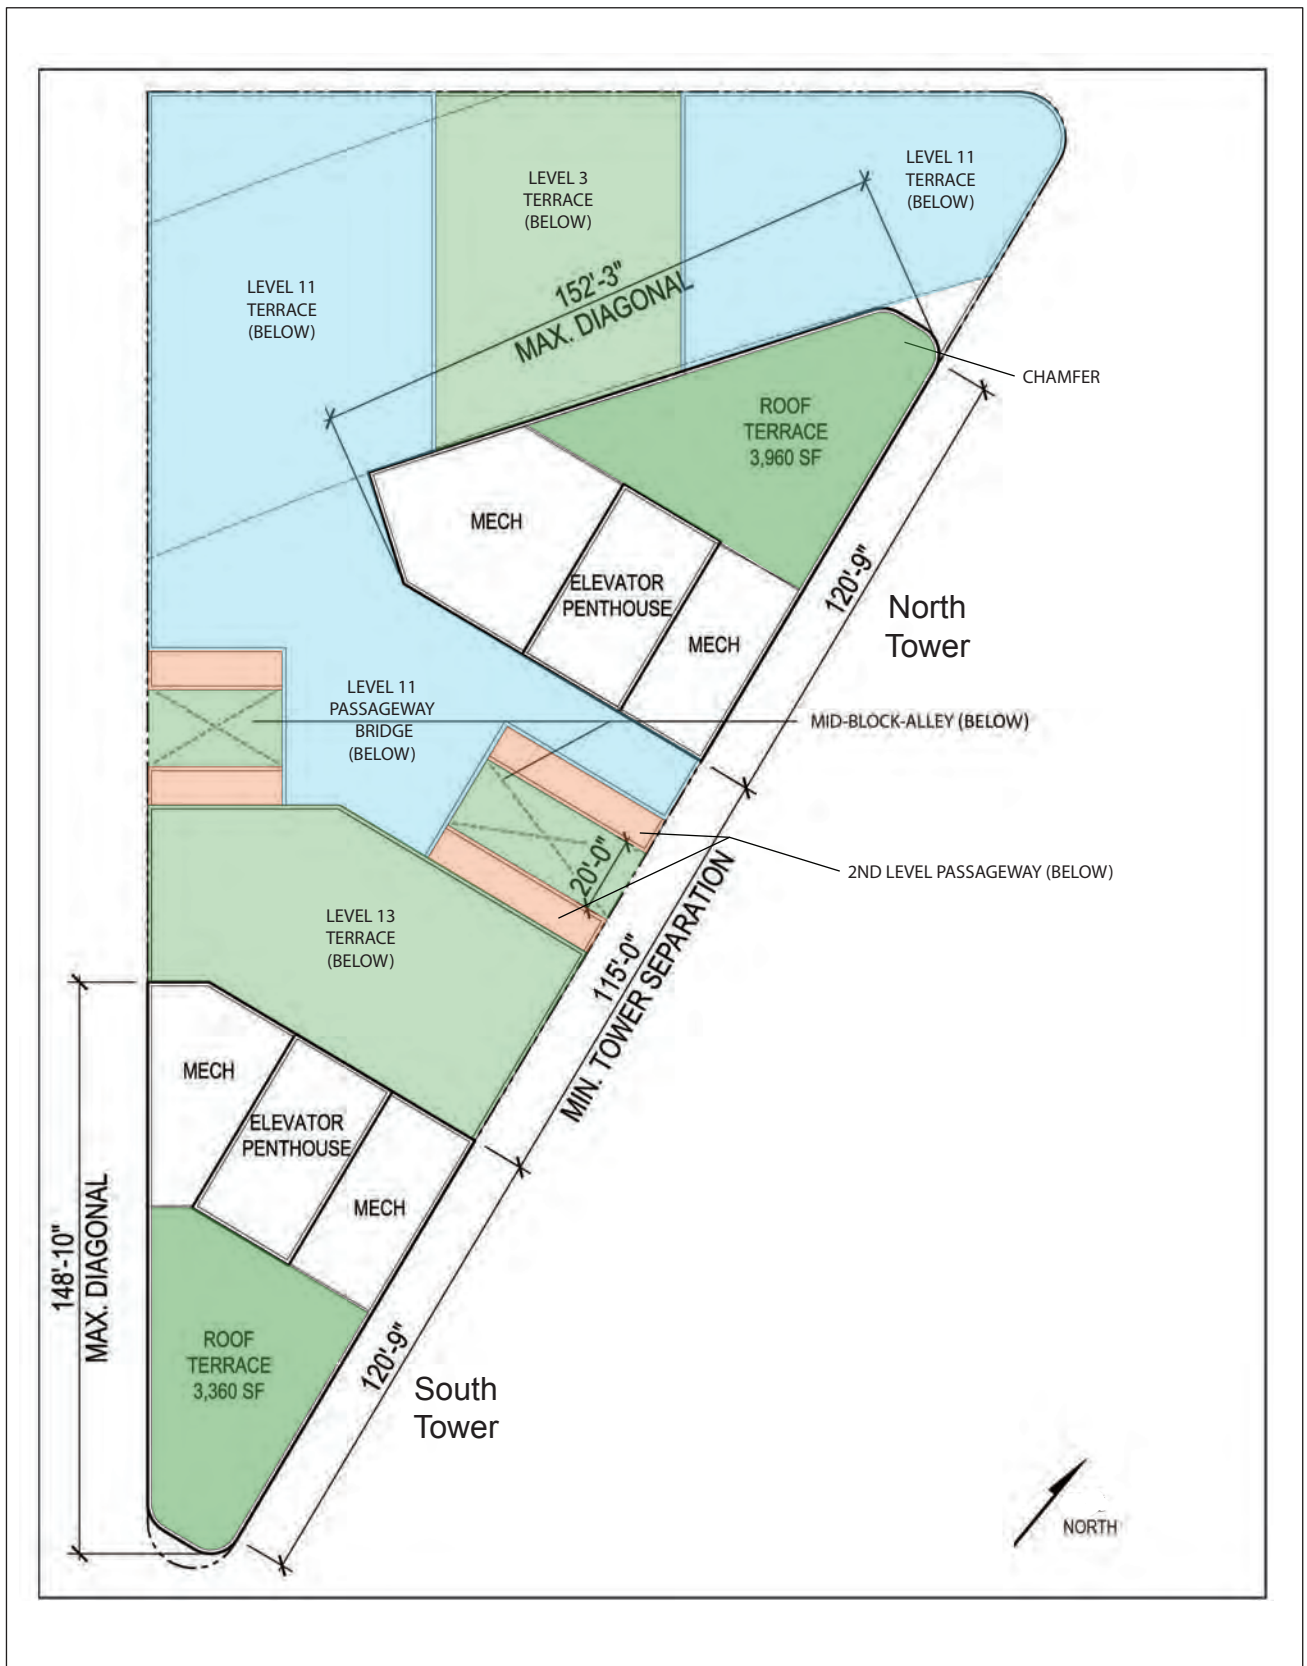 LEVEL 11
TERRACE
(BELOW)
LEVEL 3
TERRACE
(BELOW)
LEVEL 11
TERRACE
(BELOW)
152'-3"
MAX. DIAGONAL
CHAMFER
ROOF
TERRACE
3,960 SF
MECH
ELEVATOR
PENTHOUSE
MECH
120'-9"
North
Tower
LEVEL 11
PASSAGEWAY
BRIDGE
(BELOW)
MID-BLOCK-ALLEY (BELOW)
20'-0"
2ND LEVEL PASSAGEWAY (BELOW)
115'-0"
MIN. TOWER SEPARATION
LEVEL 13
TERRACE
(BELOW)
MECH
ELEVATOR
PENTHOUSE
MECH
148'-10"
MAX. DIAGONAL
ROOF
TERRACE
3,360 SF
120'-9"
South
Tower
NORTH